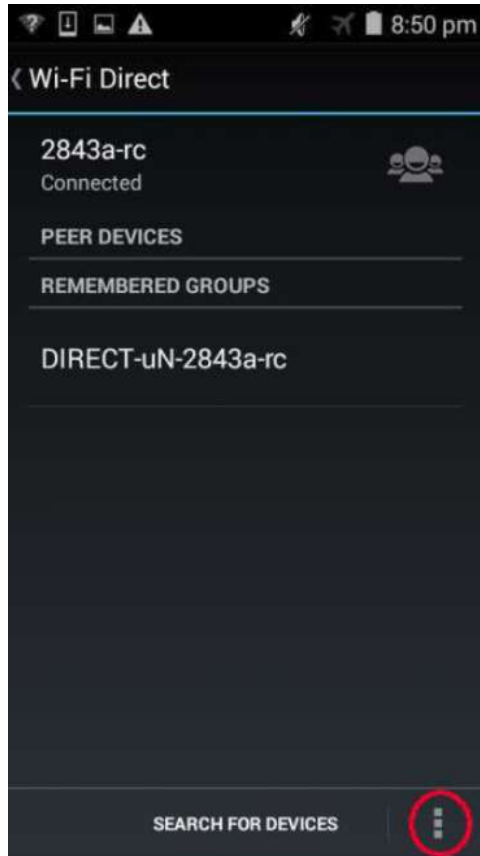 8:50 pm
Wi-Fi Direct
2843a-rc
Connected
PEER DEVICES
REMEMBERED GROUPS
DIRECT-uN-2843a-rc
SEARCH FOR DEVICES